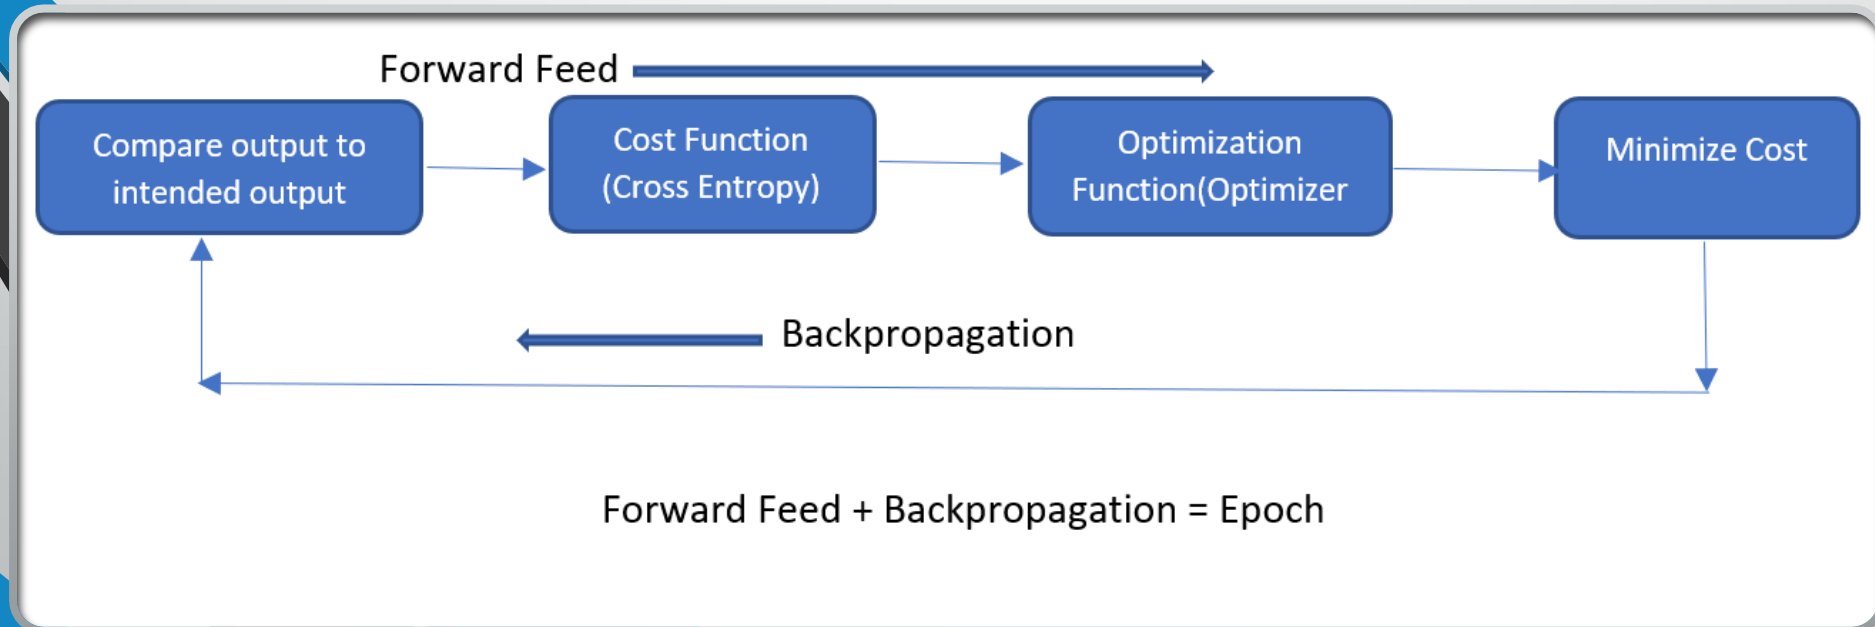 Forward Feed
Compare output to
intended output
Cost Function
(Cross Entropy)
Optimization
Function(Optimizer
Minimize Cost
Backpropagation
Forward Feed + Backpropagation = Epoch